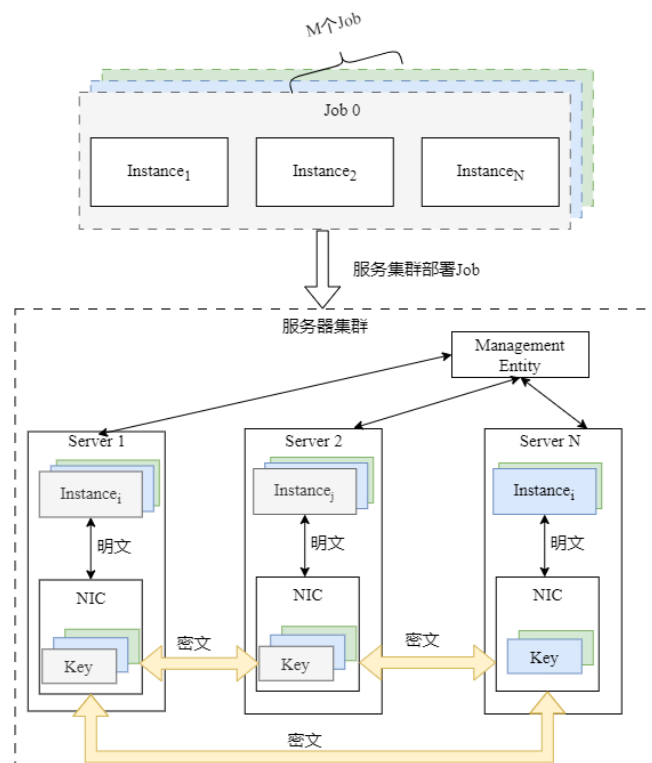 M个Job
Job 0
Instance₁
Instance₂
Instance_N
服务集群部署Job
服务器集群
Management
Entity
Server 1
Server 2
Server N
Instanceᵢ
Instanceⱼ
Instanceᵢ
明文
明文
明文
NIC
NIC
NIC
密文
密文
Key
Key
Key
密文